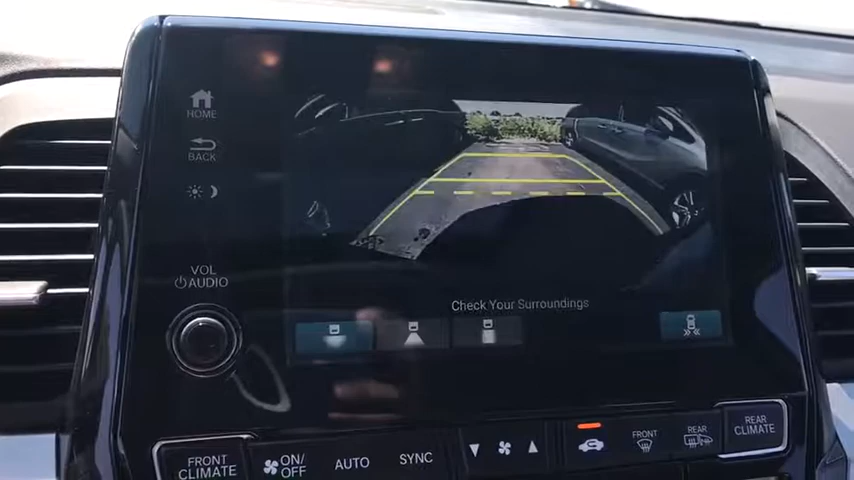 HOME
BACK
VOL
AUDIO
Check Your Surroundings
FRONT
CLIMATE
ON/
OFF
AUTO
SYNC
FRONT
REAR
REAR
CLIMATE